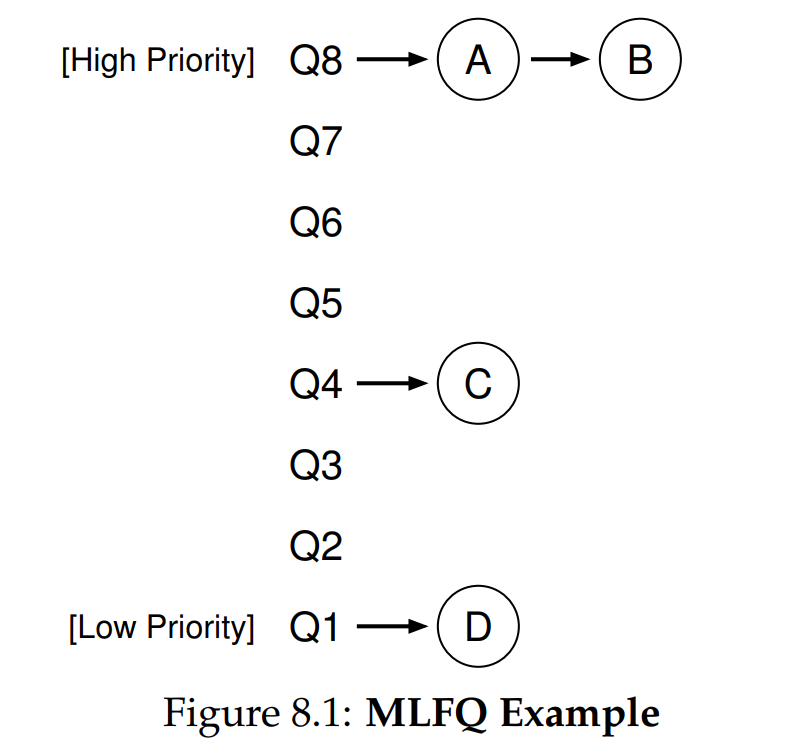 [High Priority] Q8 A B
Q7
Q6
Q5
Q4 C
Q3
Q2
[Low Priority] Q1 D
Figure 8.1: MLFQ Example